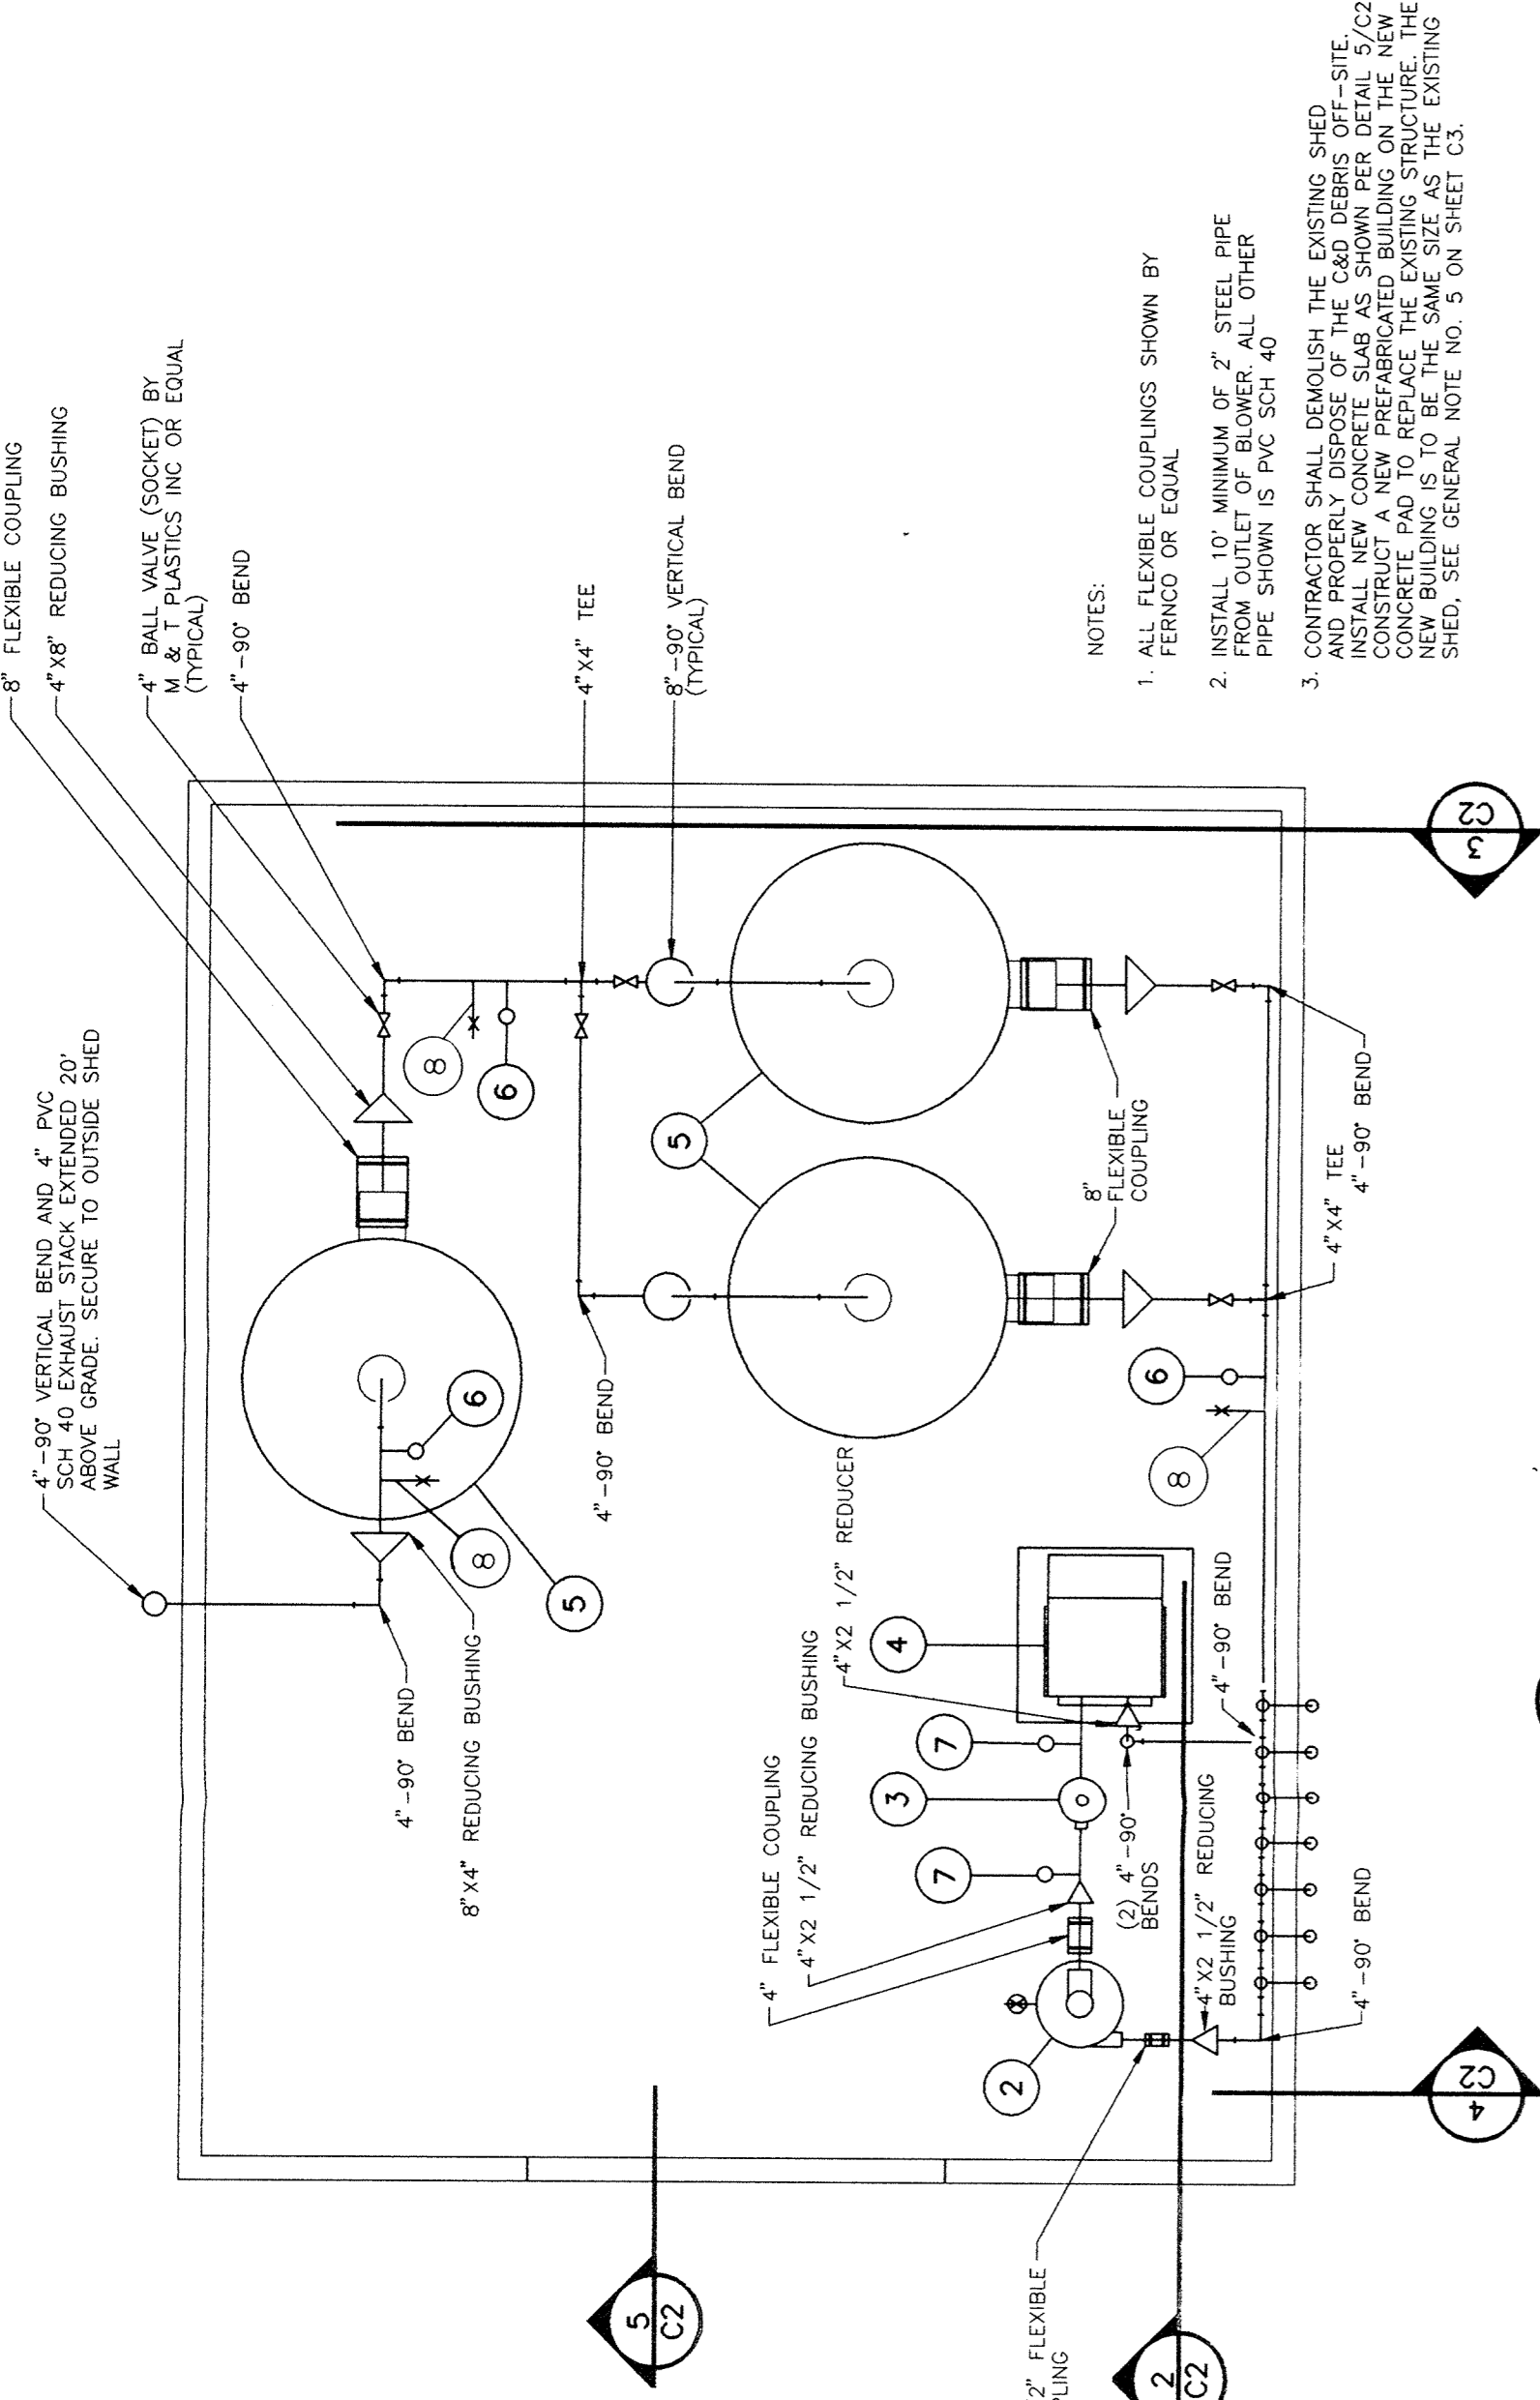 8" FLEXIBLE COUPLING
4"X8" REDUCING BUSHING
4" BALL VALVE (SOCKET) BY
M & T PLASTICS INC OR EQUAL
(TYPICAL)
4"-90° BEND
4"X4" TEE
8"-90° VERTICAL BEND
(TYPICAL)
4"-90° VERTICAL BEND AND 4" PVC
SCH 40 EXHAUST STACK EXTENDED 20'
ABOVE GRADE. SECURE TO OUTSIDE SHED
WALL
8
6
5
8"
FLEXIBLE
COUPLING
4"-90° BEND
4"X4" TEE
6
8
6
8
5
4"-90° BEND
4"-90° BEND
8"X4" REDUCING BUSHING
4" FLEXIBLE COUPLING
4"X2 1/2" REDUCING BUSHING
4"X2 1/2" REDUCER
4
7
3
7
2
(2) 4"-90°
BENDS
4"-90° BEND
4"X2 1/2" REDUCING
BUSHING
4"-90° BEND
2" FLEXIBLE
PLING
5
C2
2
C2
4
C2
3
C2
NOTES:
1. ALL FLEXIBLE COUPLINGS SHOWN BY
FERNCO OR EQUAL
2. INSTALL 10' MINIMUM OF 2" STEEL PIPE
FROM OUTLET OF BLOWER. ALL OTHER
PIPE SHOWN IS PVC SCH 40
3. CONTRACTOR SHALL DEMOLISH THE EXISTING SHED
AND PROPERLY DISPOSE OF THE C&D DEBRIS OFF-SITE.
INSTALL NEW CONCRETE SLAB AS SHOWN PER DETAIL 5/C2
CONSTRUCT A NEW PREFABRICATED BUILDING ON THE NEW
CONCRETE PAD TO REPLACE THE EXISTING STRUCTURE. THE
NEW BUILDING IS TO BE THE SAME SIZE AS THE EXISTING
SHED, SEE GENERAL NOTE NO. 5 ON SHEET C3.